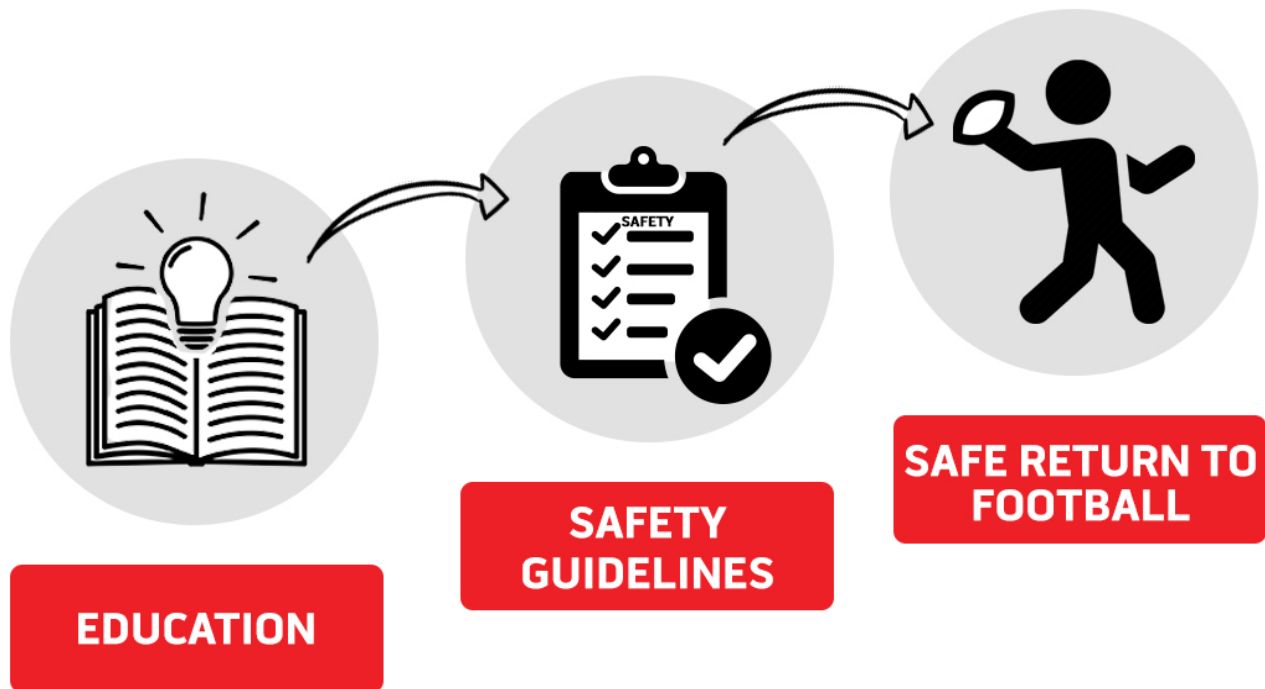 EDUCATION
SAFETY
SAFETY
GUIDELINES
SAFE RETURN TO
FOOTBALL